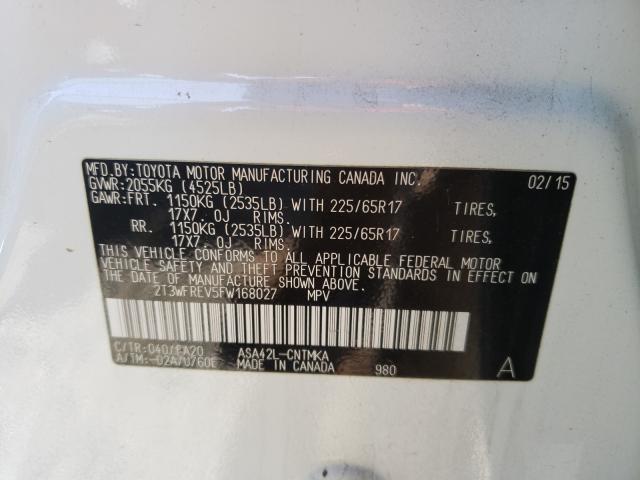 MFD.BY:TOYOTA MOTOR MANUFACTURING CANADA INC. 02/15
GVWR:2055KG (4525LB)
GAWR:FRT. 1150KG (2535LB) WITH 225/65R17 TIRES,
17X7. 0J RIMS.
RR. 1150KG (2535LB) WITH 225/65R17 TIRES,
17X7. 0J RIMS.
THIS VEHICLE CONFORMS TO ALL APPLICABLE FEDERAL MOTOR
VEHICLE SAFETY AND THEFT PREVENTION STANDARDS IN EFFECT
ON THE DATE OF MANUFACTURE SHOWN ABOVE.
2T3WFREV5FW168027 MPV
C/TR:040/FA20 ASA42L-CNTMKA A
A/TM:-02A/U760E MADE IN CANADA 980